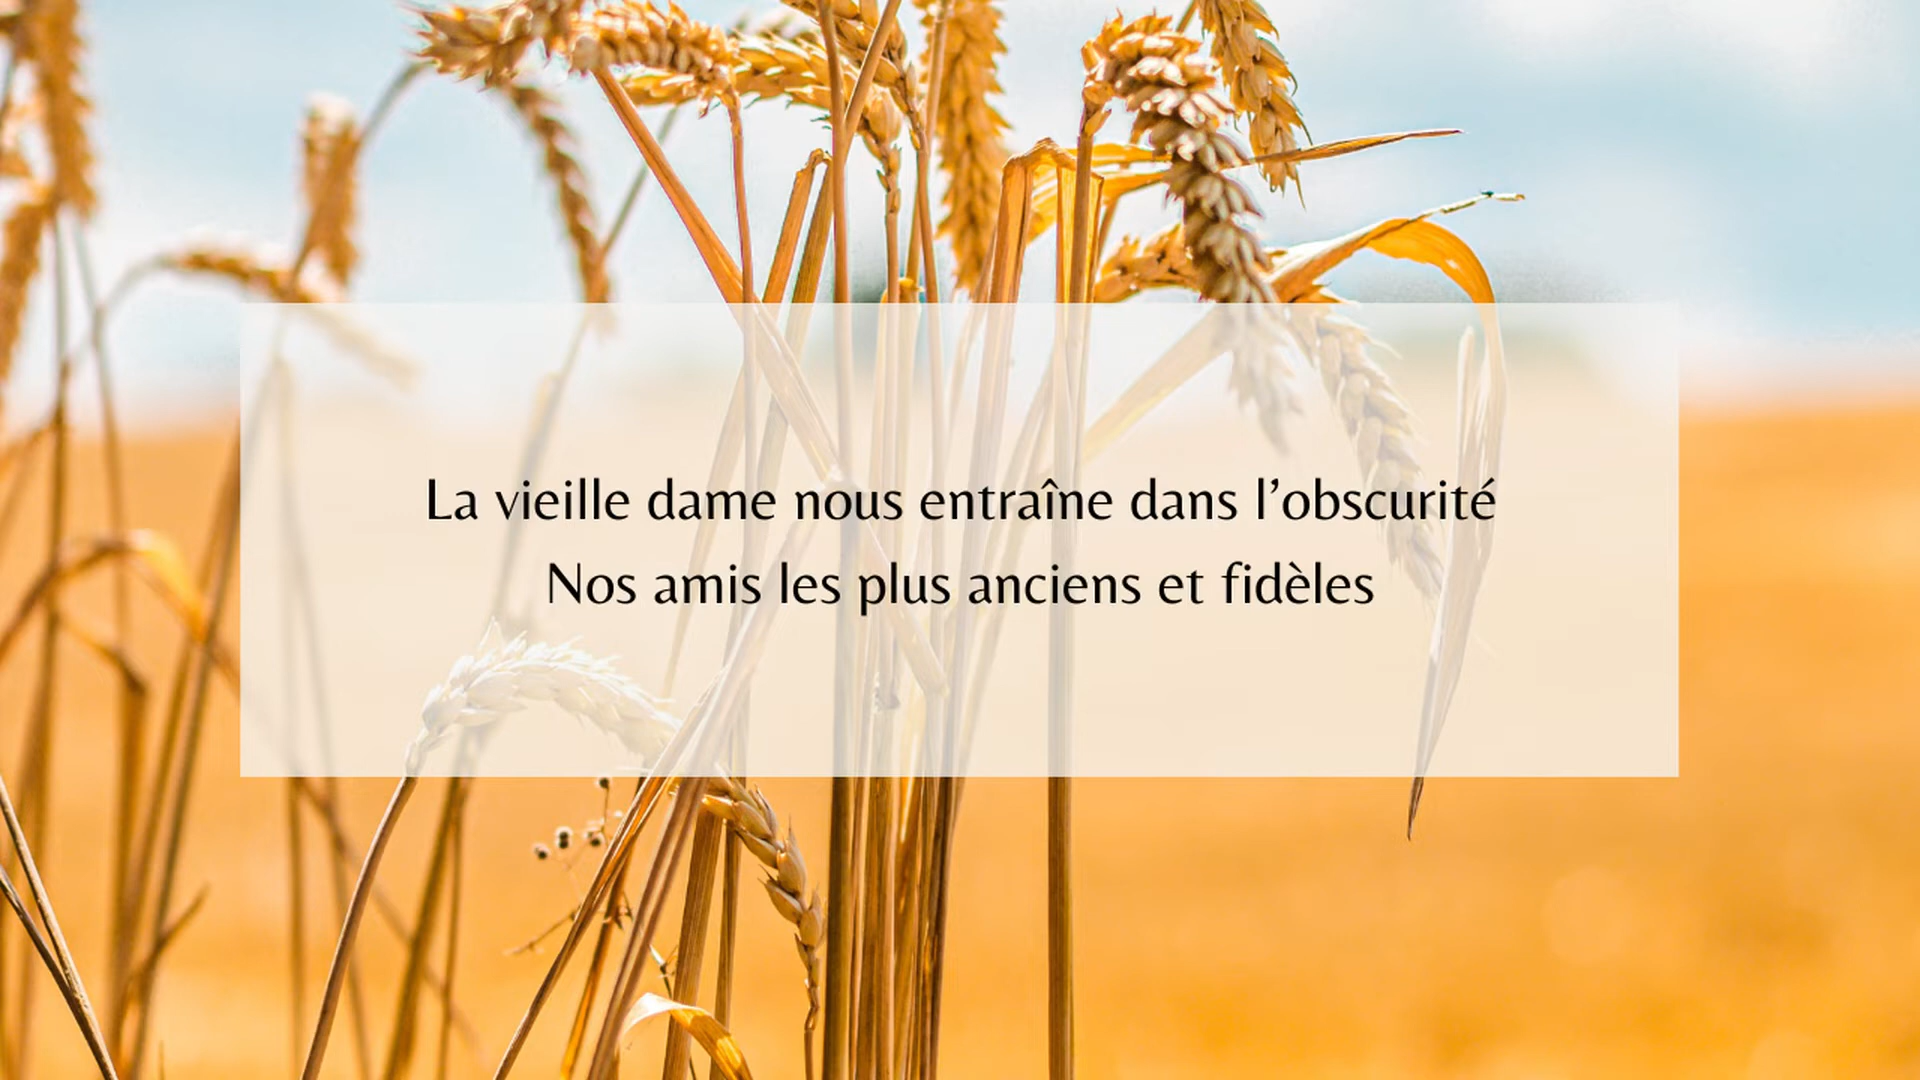 La vieille dame nous entraîne dans l’obscurité
Nos amis les plus anciens et fidèles